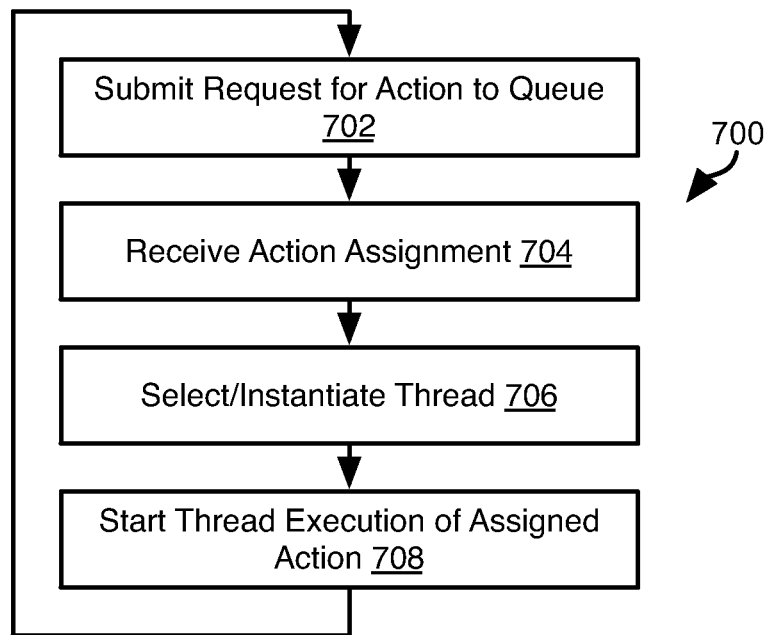 Submit Request for Action to Queue
702
700
Receive Action Assignment 704
Select/Instantiate Thread 706
Start Thread Execution of Assigned
Action 708